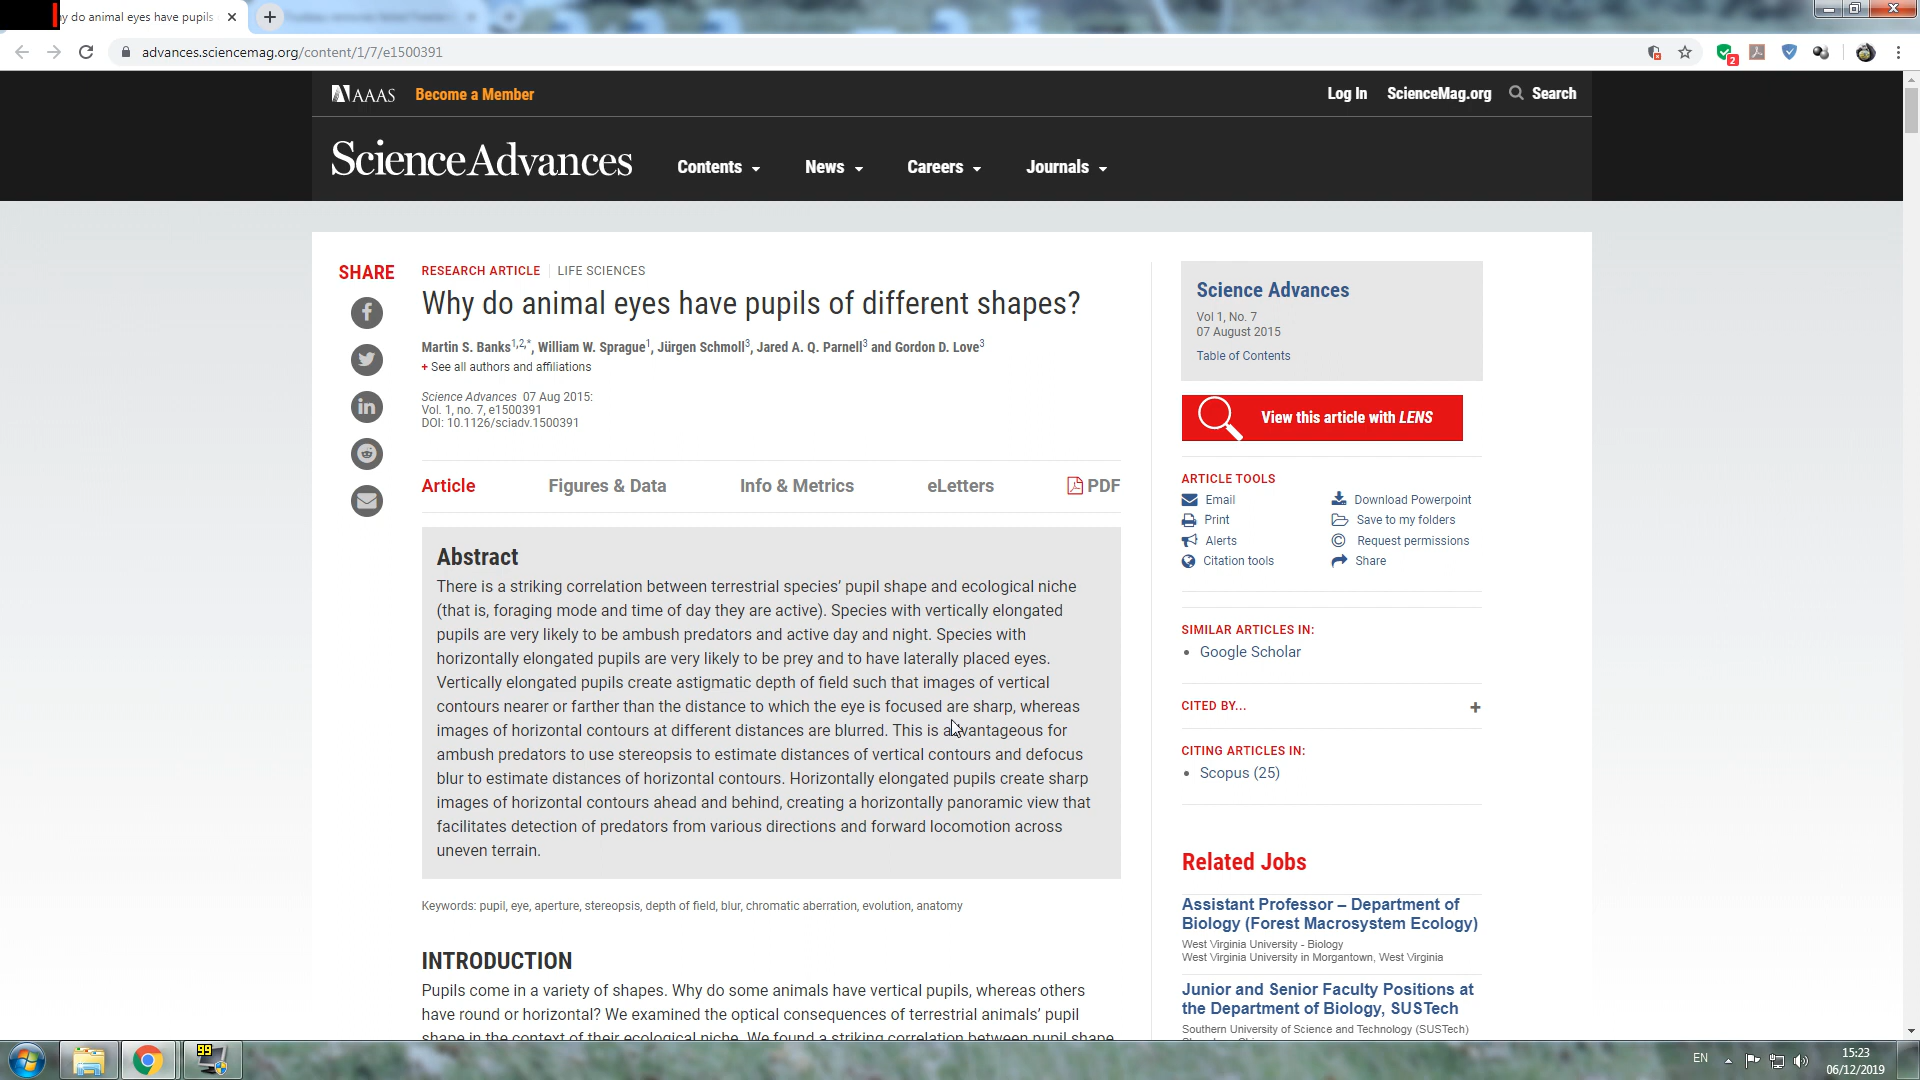 y do animal eyes have pupils
advances.sciencemag.org/content/1/7/e1500391
2
AAAS
Become a Member
Log In
ScienceMag.org
Search
ScienceAdvances
Contents
News
Careers
Journals
SHARE
RESEARCH ARTICLE
LIFE SCIENCES
Why do animal eyes have pupils of different shapes?
Martin S. Banks1,2,*, William W. Sprague1, Jürgen Schmoll3, Jared A. Q. Parnell3 and Gordon D. Love3
+ See all authors and affiliations
Science Advances 07 Aug 2015:
Vol. 1, no. 7, e1500391
DOI: 10.1126/sciadv.1500391
Article
Figures & Data
Info & Metrics
eLetters
PDF
Abstract
There is a striking correlation between terrestrial species’ pupil shape and ecological niche
(that is, foraging mode and time of day they are active). Species with vertically elongated
pupils are very likely to be ambush predators and active day and night. Species with
horizontally elongated pupils are very likely to be prey and to have laterally placed eyes.
Vertically elongated pupils create astigmatic depth of field such that images of vertical
contours nearer or farther than the distance to which the eye is focused are sharp, whereas
images of horizontal contours at different distances are blurred. This is advantageous for
ambush predators to use stereopsis to estimate distances of vertical contours and defocus
blur to estimate distances of horizontal contours. Horizontally elongated pupils create sharp
images of horizontal contours ahead and behind, creating a horizontally panoramic view that
facilitates detection of predators from various directions and forward locomotion across
uneven terrain.
Keywords: pupil, eye, aperture, stereopsis, depth of field, blur, chromatic aberration, evolution, anatomy
INTRODUCTION
Pupils come in a variety of shapes. Why do some animals have vertical pupils, whereas others
have round or horizontal? We examined the optical consequences of terrestrial animals’ pupil
shape in the context of their ecological niche. We found a striking correlation between pupil shape
Science Advances
Vol 1, No. 7
07 August 2015
Table of Contents
View this article with LENS
ARTICLE TOOLS
Email
Download Powerpoint
Print
Save to my folders
Alerts
Request permissions
Citation tools
Share
SIMILAR ARTICLES IN:
Google Scholar
CITED BY...
+
CITING ARTICLES IN:
Scopus (25)
Related Jobs
Assistant Professor – Department of
Biology (Forest Macrosystem Ecology)
West Virginia University - Biology
West Virginia University in Morgantown, West Virginia
Junior and Senior Faculty Positions at
the Department of Biology, SUSTech
Southern University of Science and Technology (SUSTech)
99
EN
15:23
06/12/2019